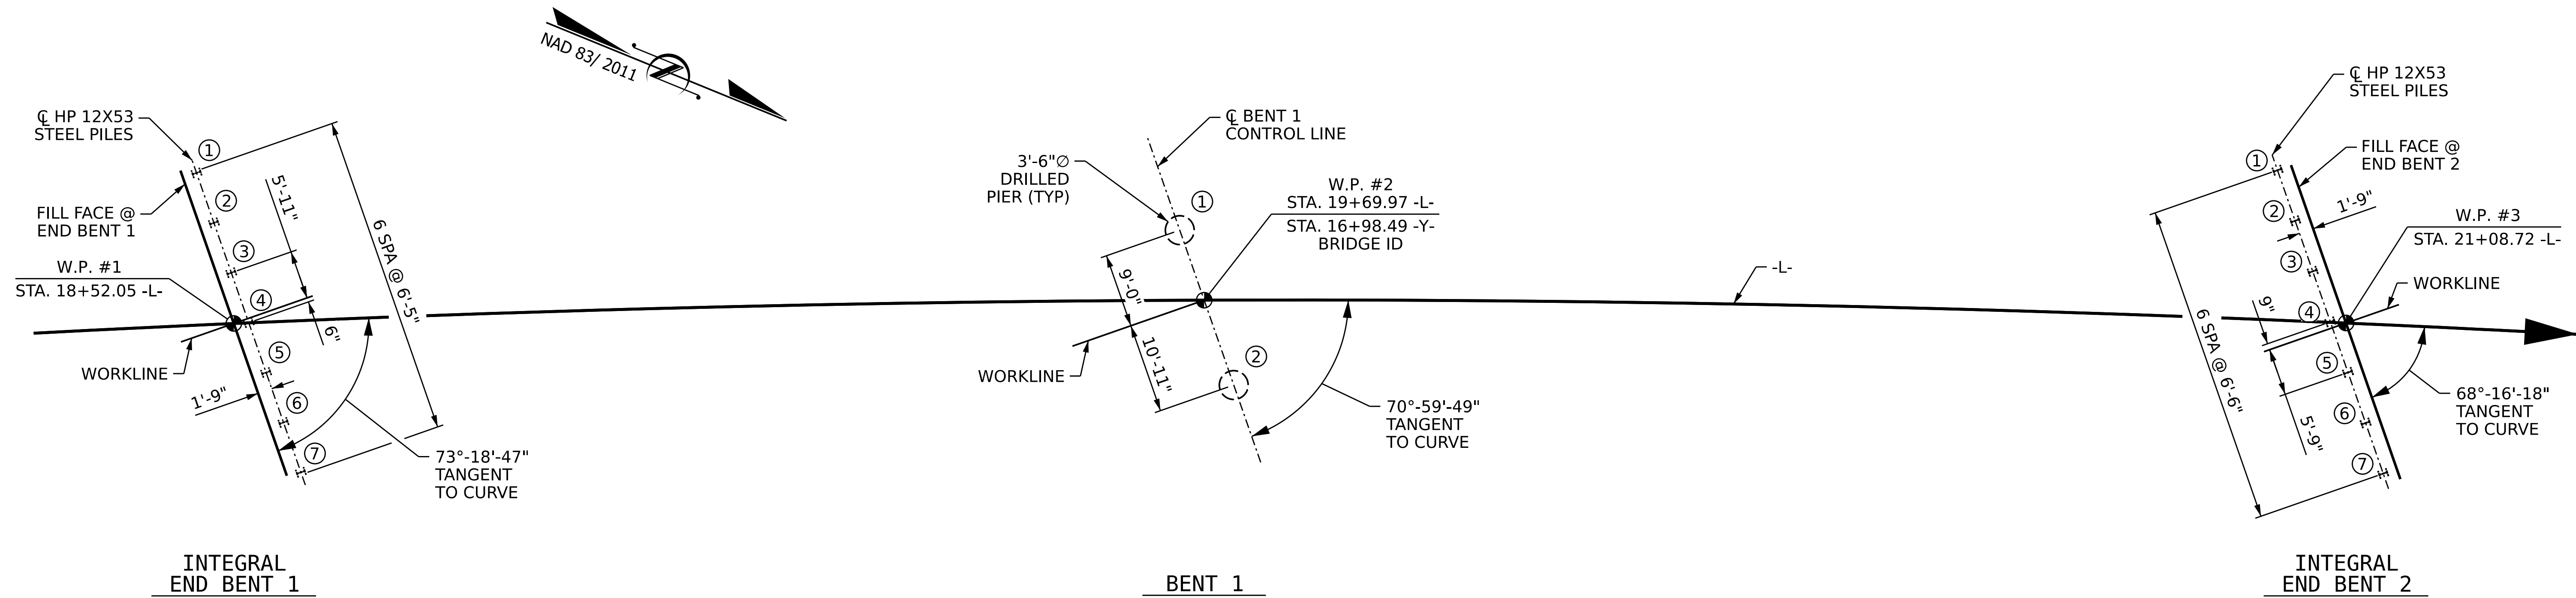 NAD 83/ 2011
℄ HP 12X53
STEEL PILES
1
2
3
4
5
6
7
5'-11"
6 SPA @ 6'-5"
6"
FILL FACE @
END BENT 1
W.P. #1
STA. 18+52.05 -L-
WORKLINE
1'-9"
73°-18'-47"
TANGENT
TO CURVE
INTEGRAL
END BENT 1
℄ BENT 1
CONTROL LINE
3'-6"∅
DRILLED
PIER (TYP)
1
2
W.P. #2
STA. 19+69.97 -L-
STA. 16+98.49 -Y-
BRIDGE ID
9'-0"
10'-11"
WORKLINE
70°-59'-49"
TANGENT
TO CURVE
BENT 1
-L-
℄ HP 12X53
STEEL PILES
FILL FACE @
END BENT 2
1
2
3
4
5
6
7
1'-9"
W.P. #3
STA. 21+08.72 -L-
WORKLINE
9"
6 SPA @ 6'-6"
5'-9"
68°-16'-18"
TANGENT
TO CURVE
INTEGRAL
END BENT 2